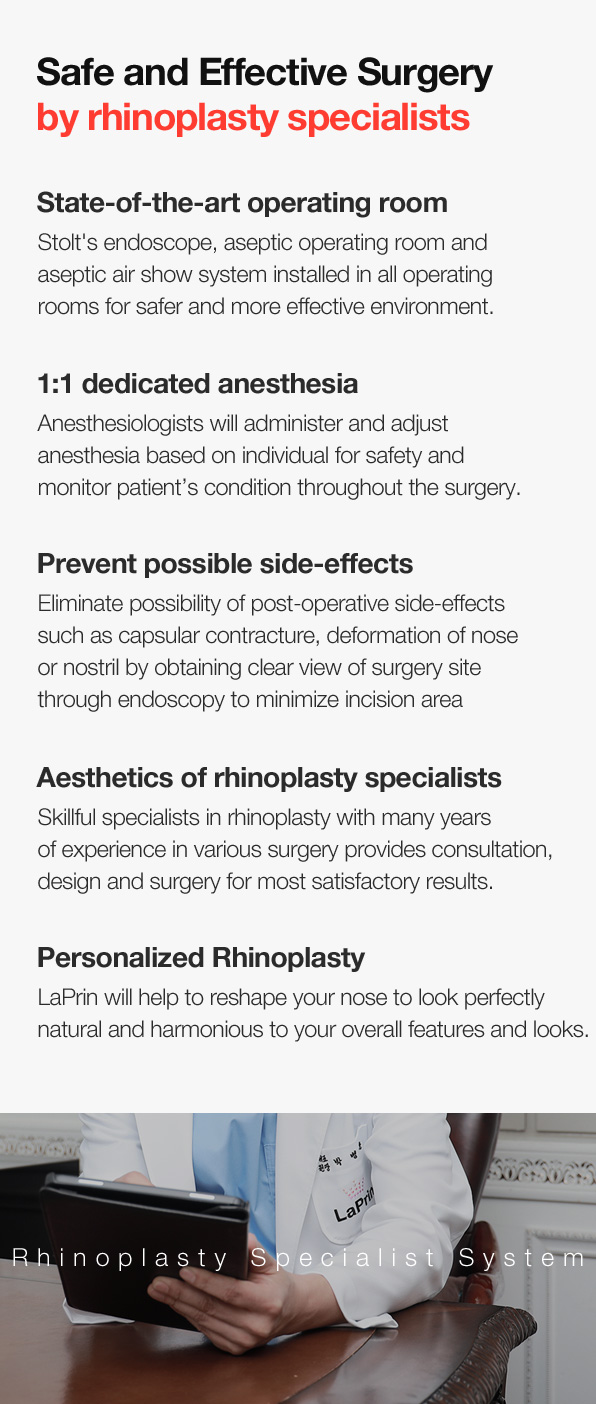 Safe and Effective Surgery
by rhinoplasty specialists
State-of-the-art operating room
Stolt's endoscope, aseptic operating room and
aseptic air show system installed in all operating
rooms for safer and more effective environment.
1:1 dedicated anesthesia
Anesthesiologists will administer and adjust
anesthesia based on individual for safety and
monitor patient’s condition throughout the surgery.
Prevent possible side-effects
Eliminate possibility of post-operative side-effects
such as capsular contracture, deformation of nose
or nostril by obtaining clear view of surgery site
through endoscopy to minimize incision area
Aesthetics of rhinoplasty specialists
Skillful specialists in rhinoplasty with many years
of experience in various surgery provides consultation,
design and surgery for most satisfactory results.
Personalized Rhinoplasty
LaPrin will help to reshape your nose to look perfectly
natural and harmonious to your overall features and looks.
LaPrin
Rhinoplasty Specialist System